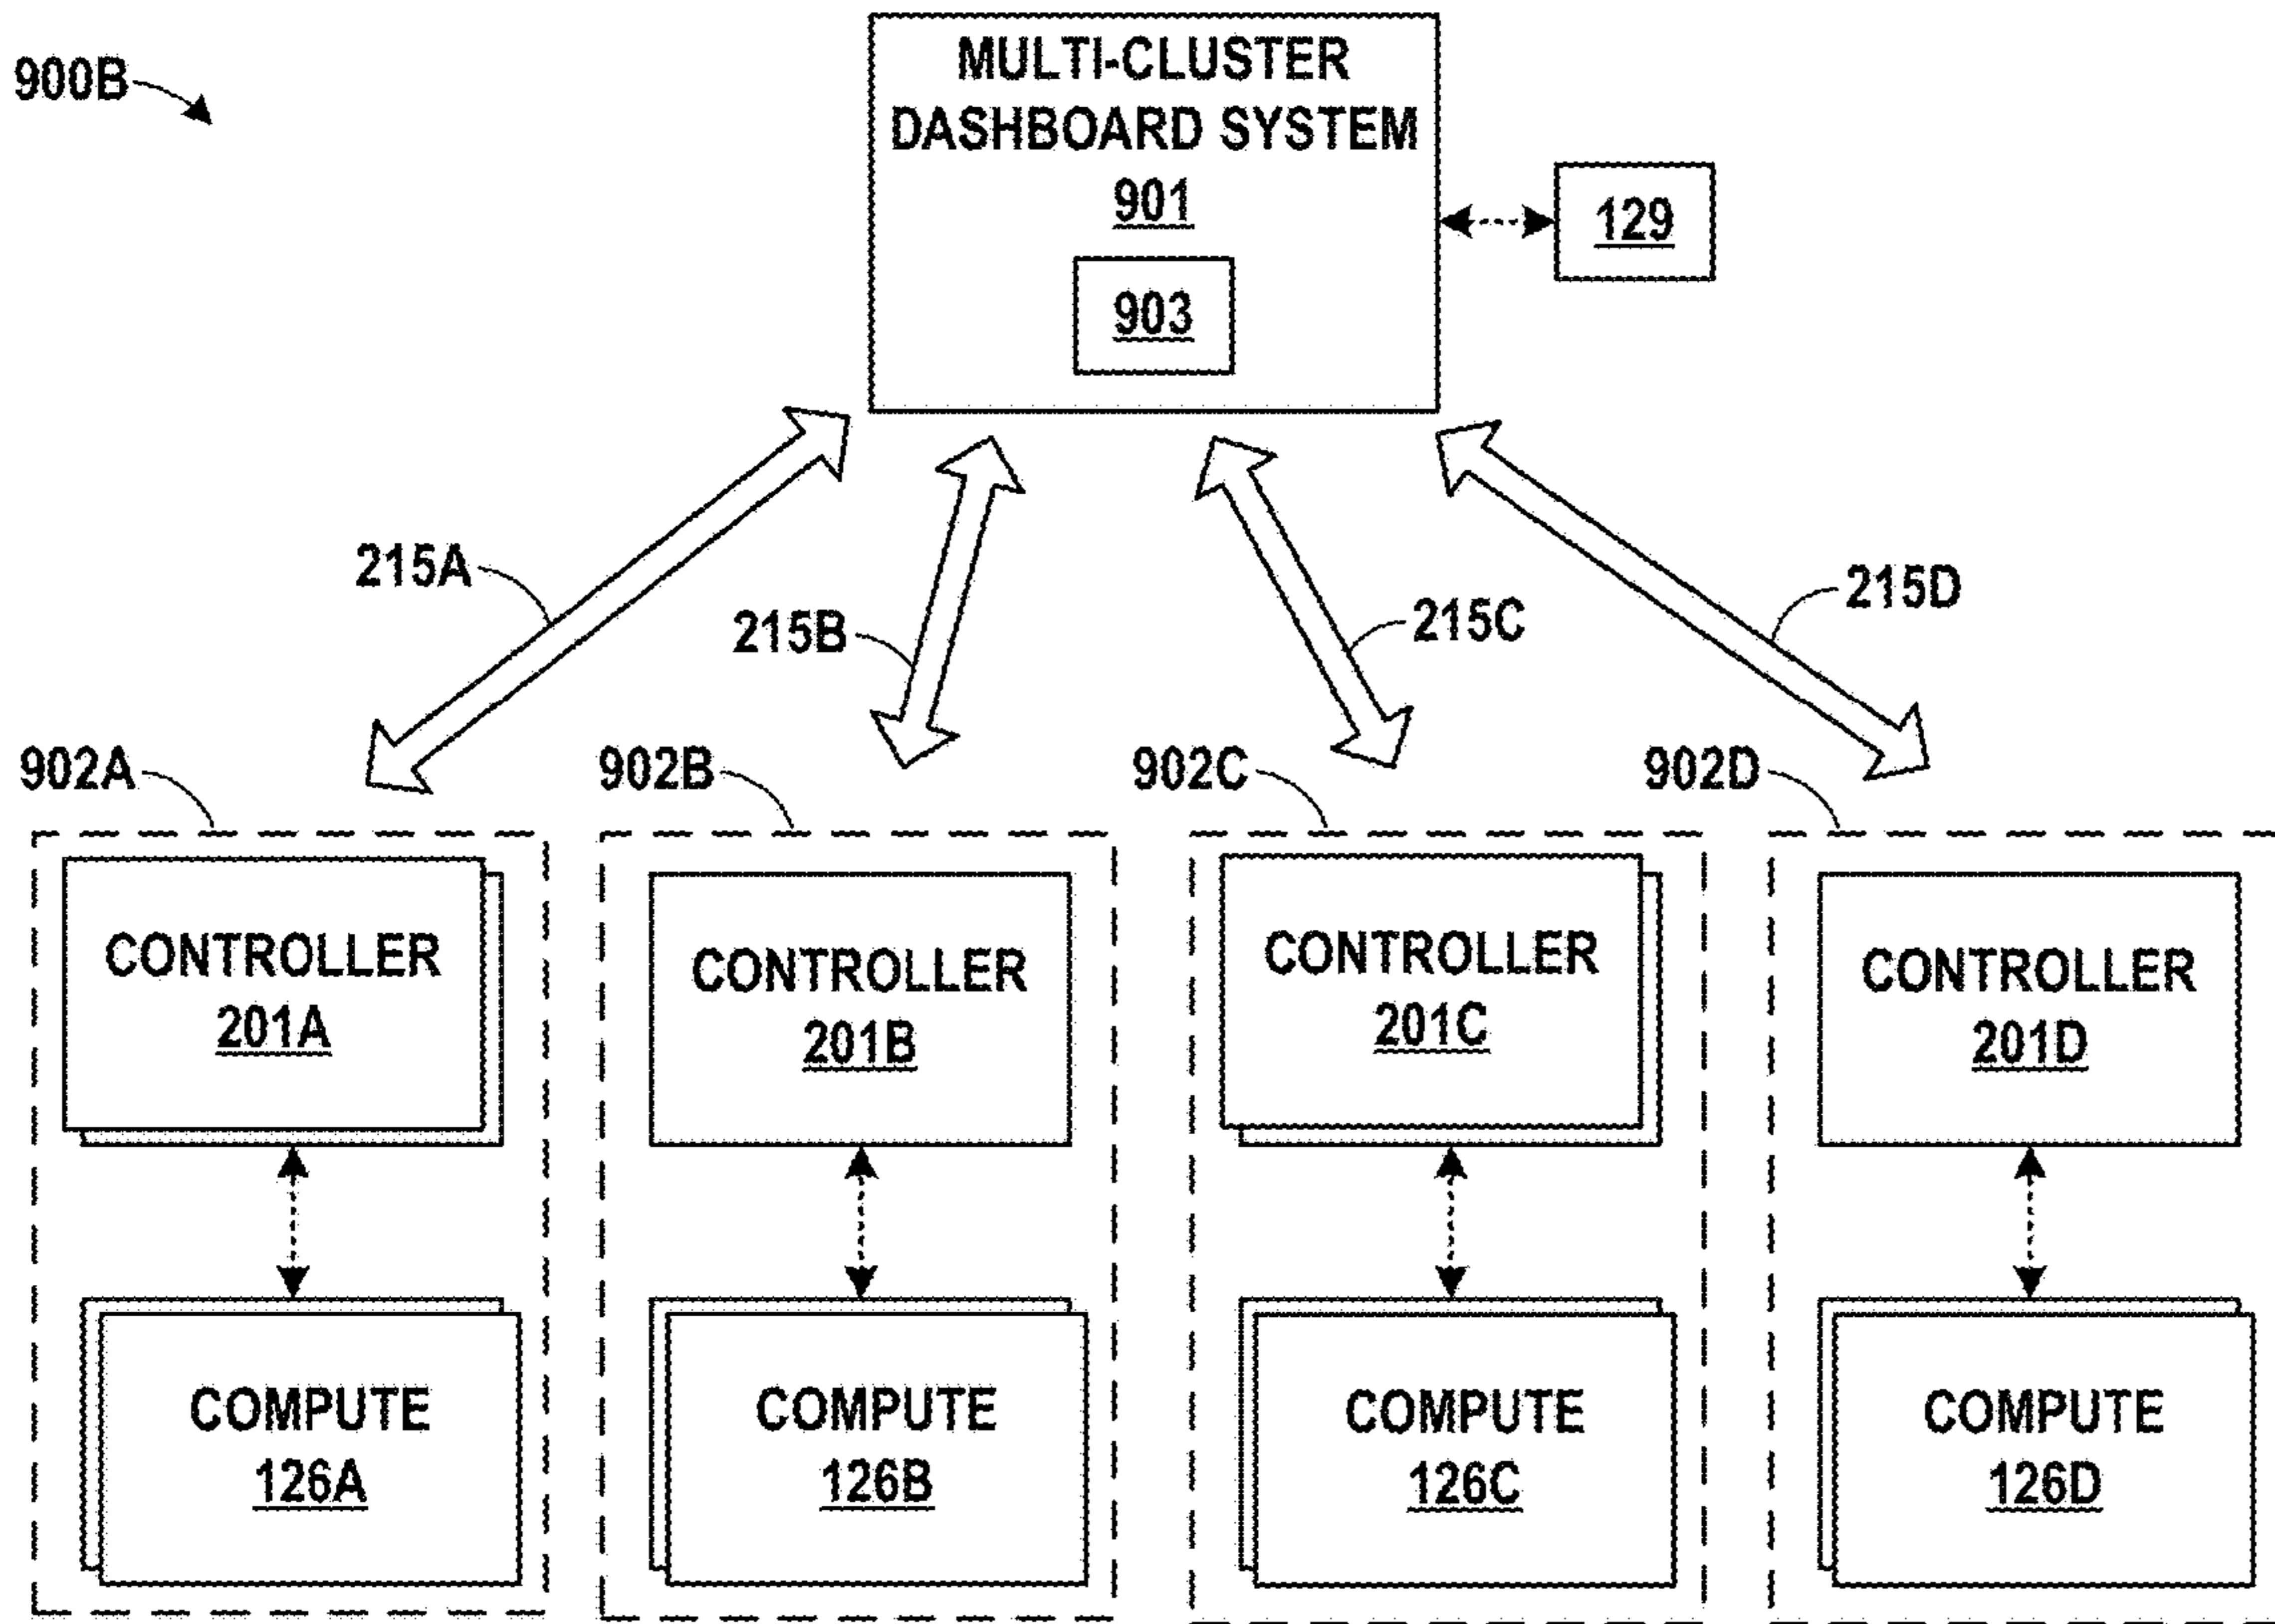 900B
MULTI-CLUSTER
DASHBOARD SYSTEM
901
903
129
215A
215B
215C
215D
902A
902B
902C
902D
CONTROLLER
201A
CONTROLLER
201B
CONTROLLER
201C
CONTROLLER
201D
COMPUTE
126A
COMPUTE
126B
COMPUTE
126C
COMPUTE
126D